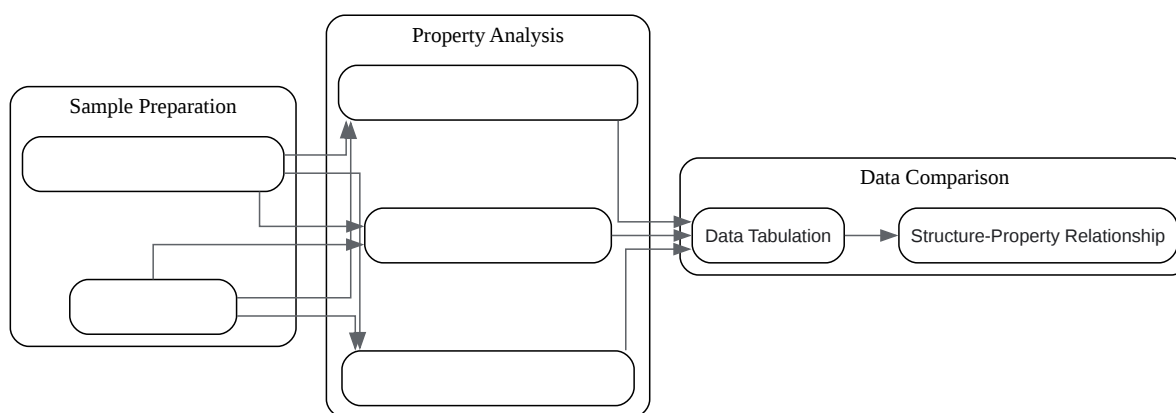 Property Analysis
Sample Preparation
Data Comparison
Data Tabulation
Structure-Property Relationship